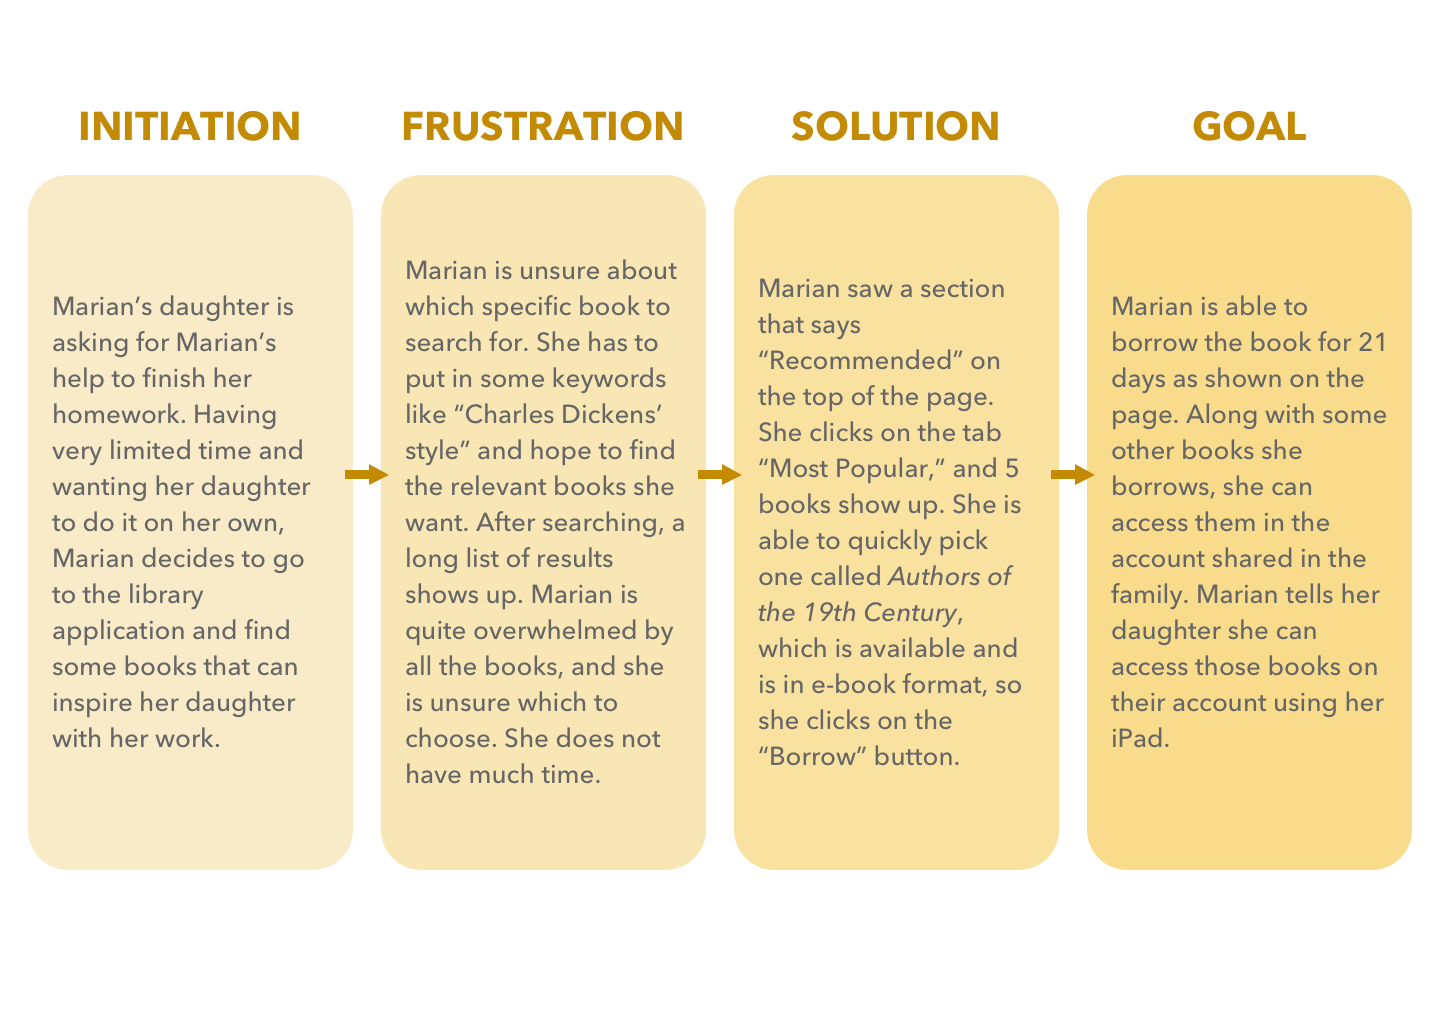 INITIATION
Marian’s daughter is
asking for Marian’s
help to finish her
homework. Having
very limited time and
wanting her daughter
to do it on her own,
Marian decides to go
to the library
application and find
some books that can
inspire her daughter
with her work.
FRUSTRATION
Marian is unsure about
which specific book to
search for. She has to
put in some keywords
like “Charles Dickens’
style” and hope to find
the relevant books she
want. After searching, a
long list of results
shows up. Marian is
quite overwhelmed by
all the books, and she
is unsure which to
choose. She does not
have much time.
SOLUTION
Marian saw a section
that says
“Recommended” on
the top of the page.
She clicks on the tab
“Most Popular,” and 5
books show up. She is
able to quickly pick
one called Authors of
the 19th Century,
which is available and
is in e-book format, so
she clicks on the
“Borrow” button.
GOAL
Marian is able to
borrow the book for 21
days as shown on the
page. Along with some
other books she
borrows, she can
access them in the
account shared in the
family. Marian tells her
daughter she can
access those books on
their account using her
iPad.